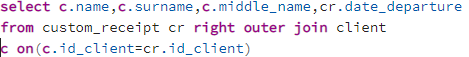 select c.name,c.surname,c.middle_name,cr.date_departure
from custom_receipt cr right outer join client
c on(c.id_client=cr.id_client)